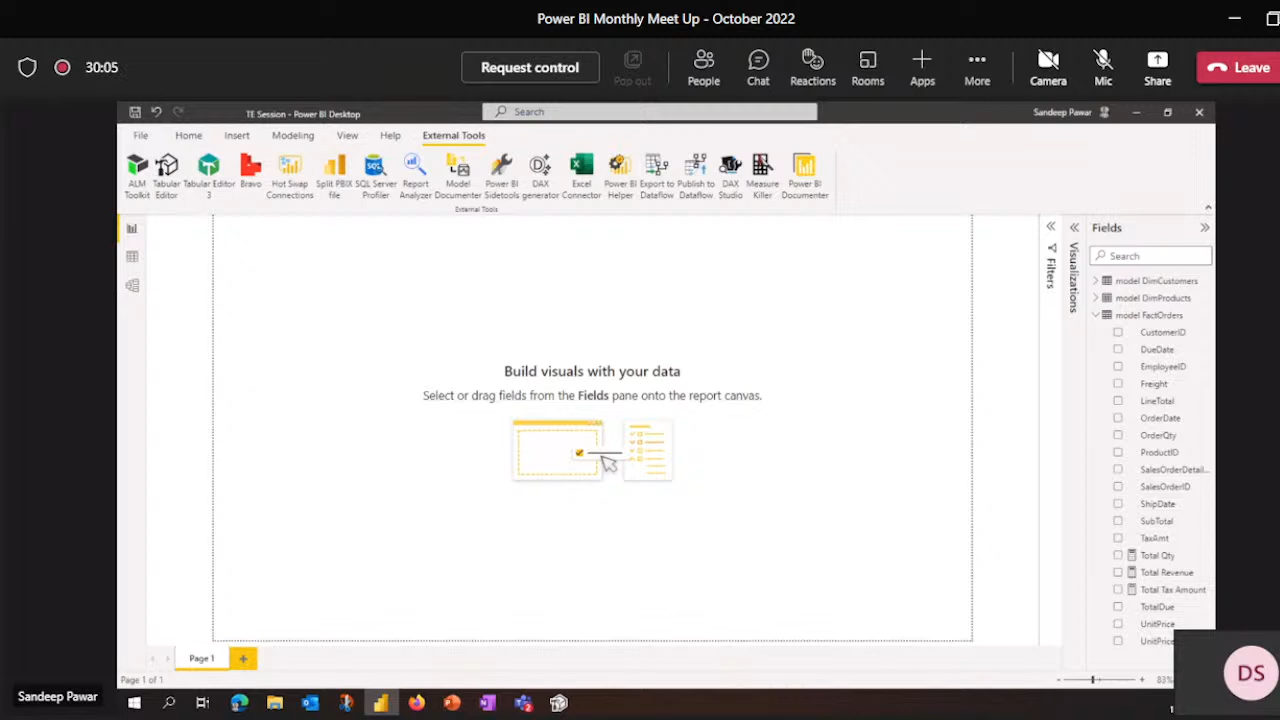 Power BI Monthly Meet Up - October 2022
30:05
Request control
Pop out
People
Chat
Reactions
Rooms
Apps
More
Camera
Mic
Share
Leave
TE Session - Power BI Desktop
Search
Sandeep Pawar
File
Home
Insert
Modeling
View
Help
External Tools
ALM
Toolkit
Tabular
Editor
Tabular Editor
3
Bravo
Hot Swap
Connections
Split PBIX
file
SQL Server
Profiler
Report
Analyzer
Model
Documenter
Power BI
Sidetools
DAX
generator
Excel
Connector
Power BI
Helper
Export to
Dataflow
Publish to
Dataflow
DAX
Studio
Measure
Killer
Power BI
Documenter
External Tools
Filters
Visualizations
Fields
Search
model DimCustomers
model DimProducts
model FactOrders
CustomerID
DueDate
EmployeeID
Freight
LineTotal
OrderDate
OrderQty
ProductID
SalesOrderDetail...
SalesOrderID
ShipDate
SubTotal
TaxAmt
Total Qty
Total Revenue
Total Tax Amount
TotalDue
UnitPrice
UnitPric
Build visuals with your data
Select or drag fields from the Fields pane onto the report canvas.
Page 1
Page 1 of 1
83%
DS
Sandeep Pawar